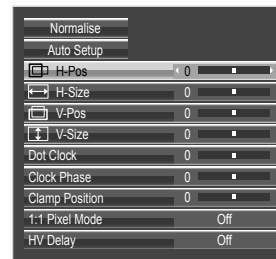 Normalise
Auto Setup
H-Pos 0
H-Size 0
V-Pos 0
V-Size 0
Dot Clock 0
Clock Phase 0
Clamp Position 0
1:1 Pixel Mode Off
HV Delay Off